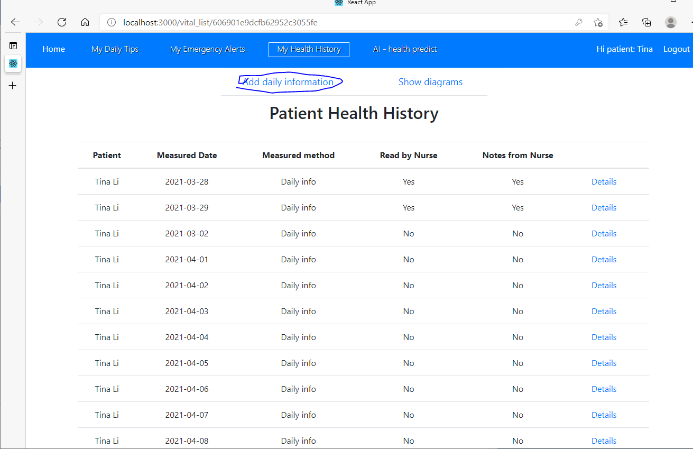 React App
localhost:3000/vital_list/606901e9dcfb62952c3055fe
Home My Daily Tips My Emergency Alerts My Health History AI - health predict Hi patient: Tina Logout
Add daily information Show diagrams
Patient Health History
Patient Measured Date Measured method Read by Nurse Notes from Nurse
Tina Li 2021-03-28 Daily info Yes Yes Details
Tina Li 2021-03-29 Daily info Yes Yes Details
Tina Li 2021-03-02 Daily info No No Details
Tina Li 2021-04-01 Daily info No No Details
Tina Li 2021-04-02 Daily info No No Details
Tina Li 2021-04-03 Daily info No No Details
Tina Li 2021-04-04 Daily info No No Details
Tina Li 2021-04-05 Daily info No No Details
Tina Li 2021-04-06 Daily info No No Details
Tina Li 2021-04-07 Daily info No No Details
Tina Li 2021-04-08 Daily info No No Details